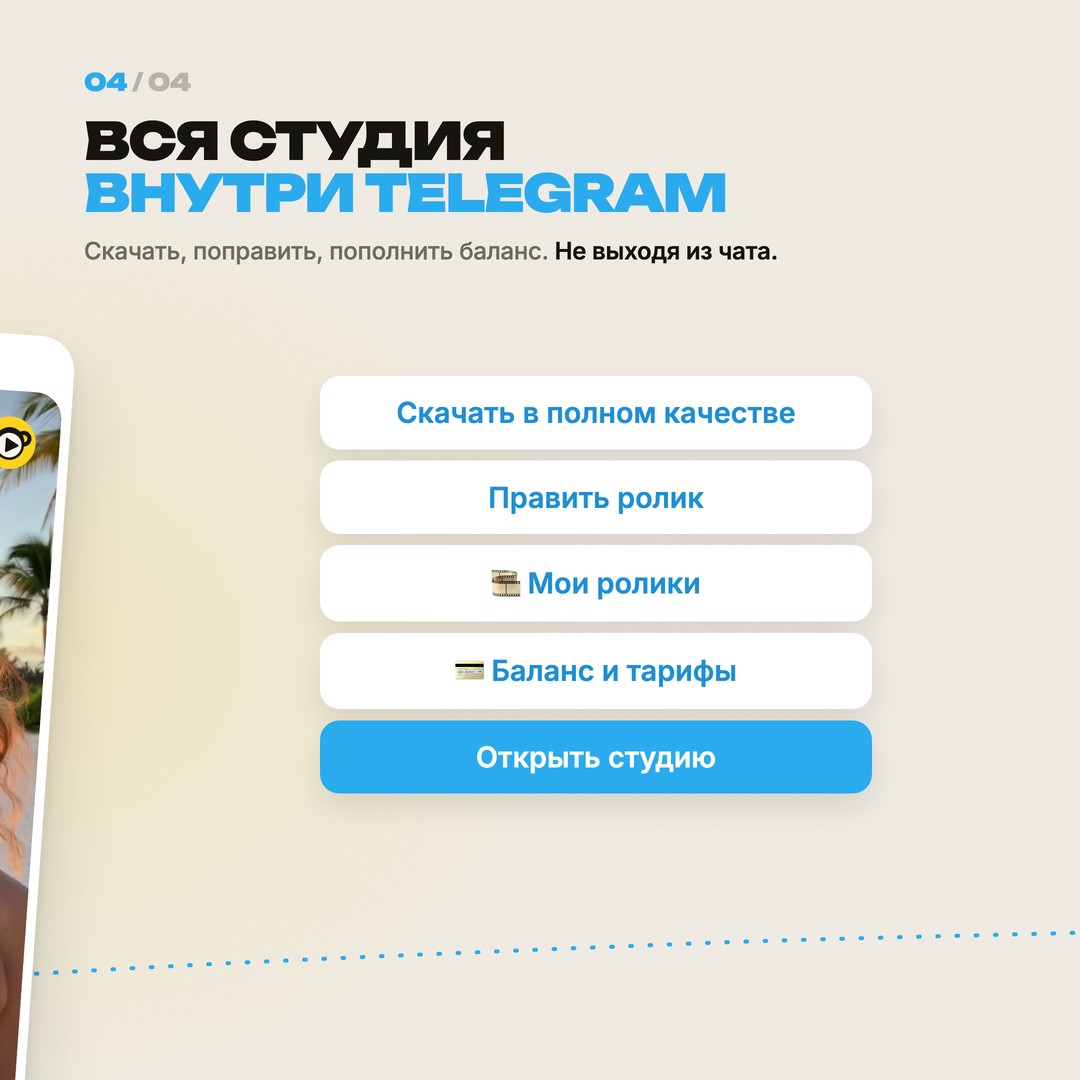 04 / 04
ВСЯ СТУДИЯ
ВНУТРИ TELEGRAM
Скачать, поправить, пополнить баланс. Не выходя из чата.
Скачать в полном качестве
Править ролик
Мои ролики
Баланс и тарифы
Открыть студию